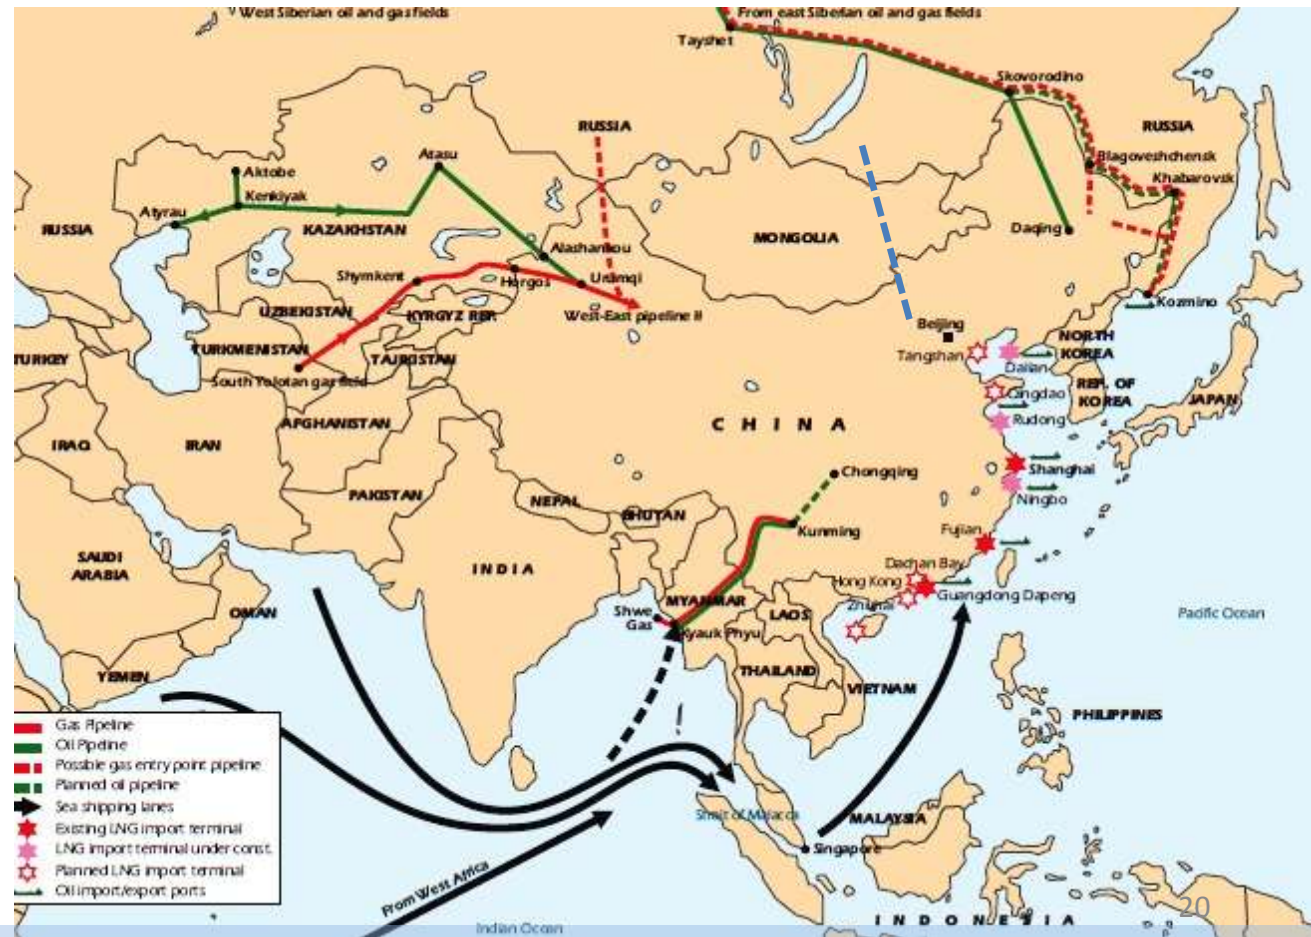 West Siberian oil and gas fields
From east Siberian oil and gas fields
Tayshet
Skovorodino
RUSSIA
RUSSIA
Atasu
Blagoveshchensk
Aktobe
Khabarovsk
Kenkiyak
Atyrau
RUSSIA
KAZAKHSTAN
Daqing
MONGOLIA
Alashankou
Shymkent
Horgos
Urumqi
Kozmino
UZBEKISTAN
KYRGYZ REP.
West-East pipeline II
Beijing
NORTH
KOREA
TURKMENISTAN
TAJIKISTAN
Tangshan
TURKEY
Dalian
South Yolotan gas field
REP. OF
KOREA
Qingdao
JAPAN
AFGHANISTAN
CHINA
Rudong
IRAQ
IRAN
Chongqing
Shanghai
PAKISTAN
NEPAL
Ningbo
BHUTAN
Kunming
Fujian
SAUDI
ARABIA
INDIA
Dachan Bay
Hong Kong
Guangdong Dapeng
MYANMAR
Zhuhai
OMAN
Shwe
Gas
LAOS
Pacific Ocean
Kyauk Phyu
YEMEN
THAILAND
VIETNAM
PHILIPPINES
Gas Pipeline
Oil Pipeline
Possible gas entry point pipeline
Planned oil pipeline
Sea shipping lanes
Existing LNG import terminal
LNG import terminal under const.
Planned LNG import terminal
Oil import/export ports
Strait of Malacca
MALAYSIA
Singapore
From West Africa
INDONESIA
20
Indian Ocean